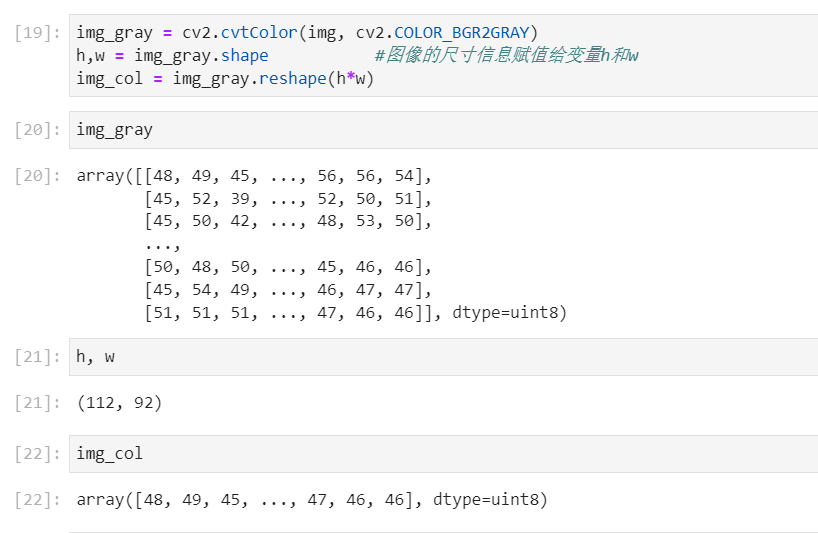 [19]: img_gray = cv2.cvtColor(img, cv2.COLOR_BGR2GRAY)
h,w = img_gray.shape           #图像的尺寸信息赋值给变量h和w
img_col = img_gray.reshape(h*w)
[20]: img_gray
[20]: array([[48, 49, 45, ..., 56, 56, 54],
[45, 52, 39, ..., 52, 50, 51],
[45, 50, 42, ..., 48, 53, 50],
...,
[50, 48, 50, ..., 45, 46, 46],
[45, 54, 49, ..., 46, 47, 47],
[51, 51, 51, ..., 47, 46, 46]], dtype=uint8)
[21]: h, w
[21]: (112, 92)
[22]: img_col
[22]: array([48, 49, 45, ..., 47, 46, 46], dtype=uint8)